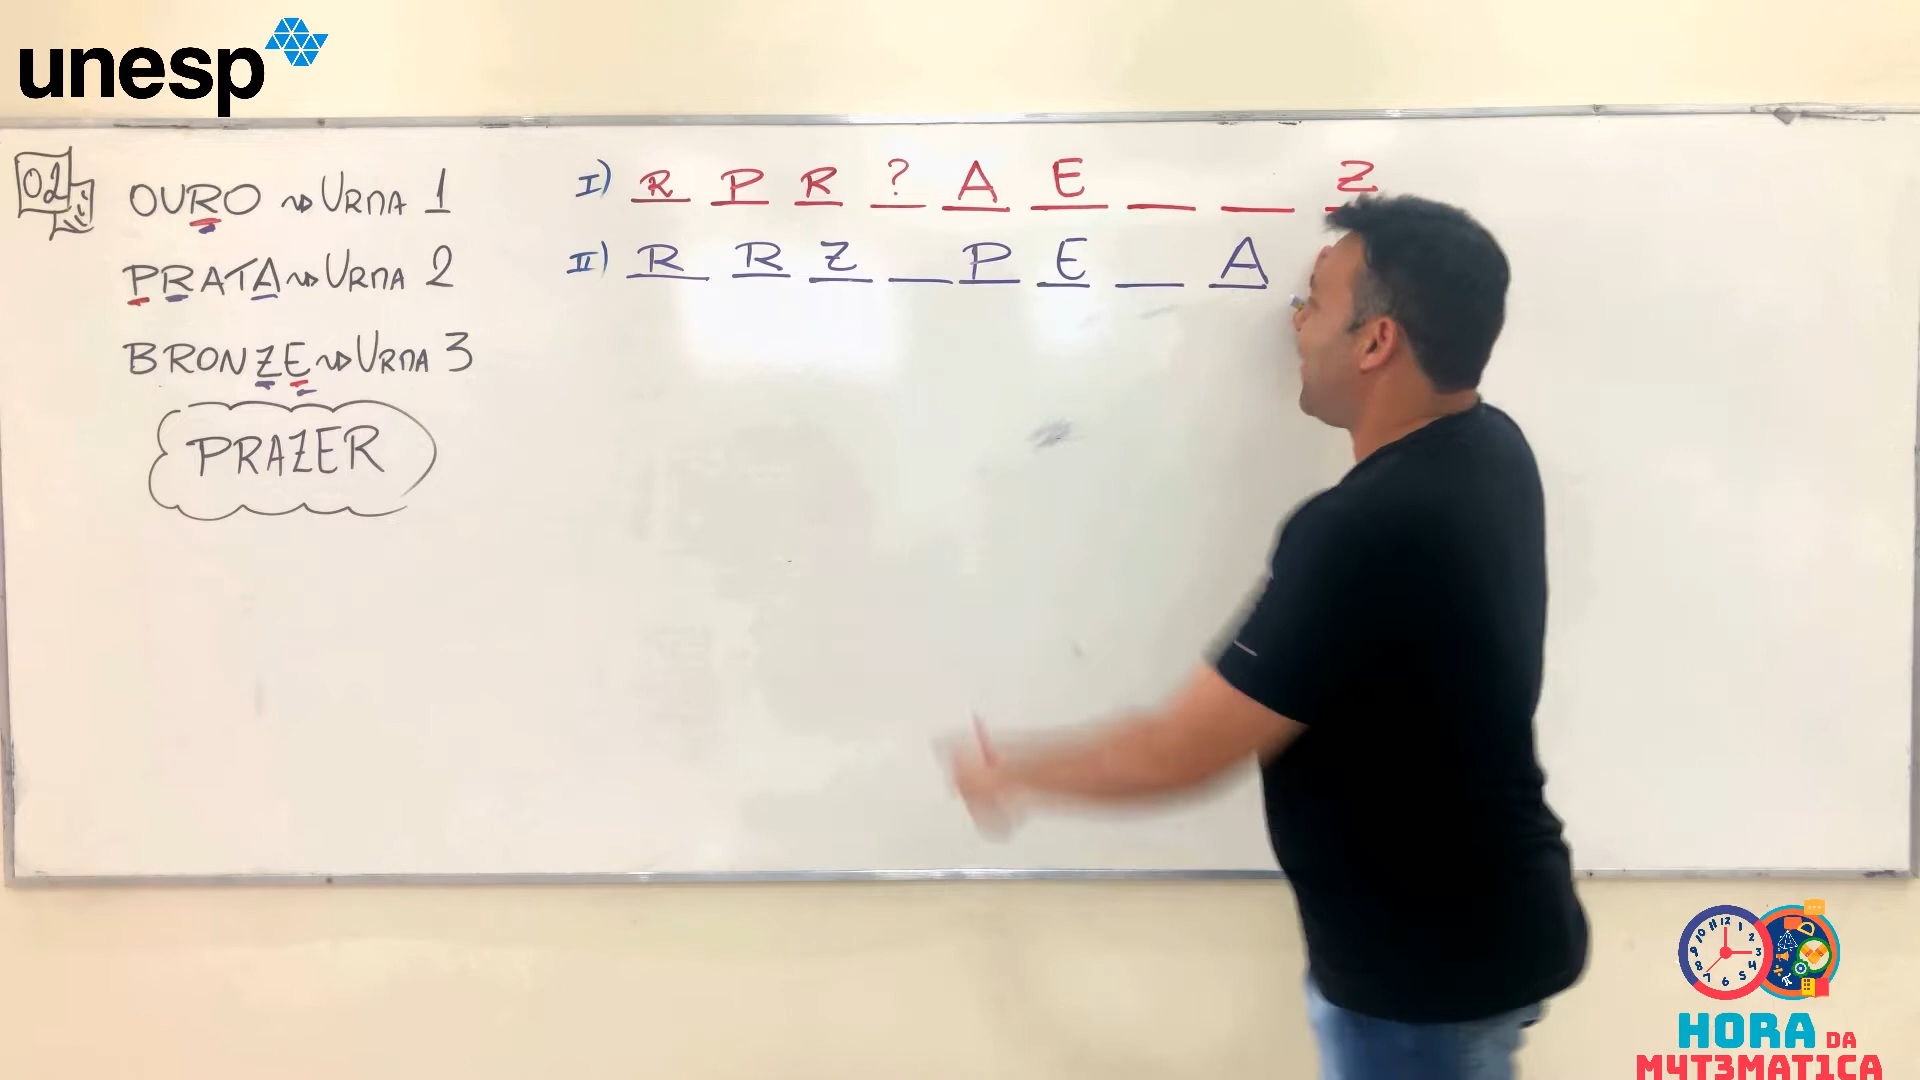 unesp
02
OURO ⇝ URNA 1
PRATA ⇝ URNA 2
BRONZE ⇝ URNA 3
PRAZER
I) R P R ? A E _ _ Z
II) R R Z _ P E _ A
HORA DA
M4T3MAT1CA